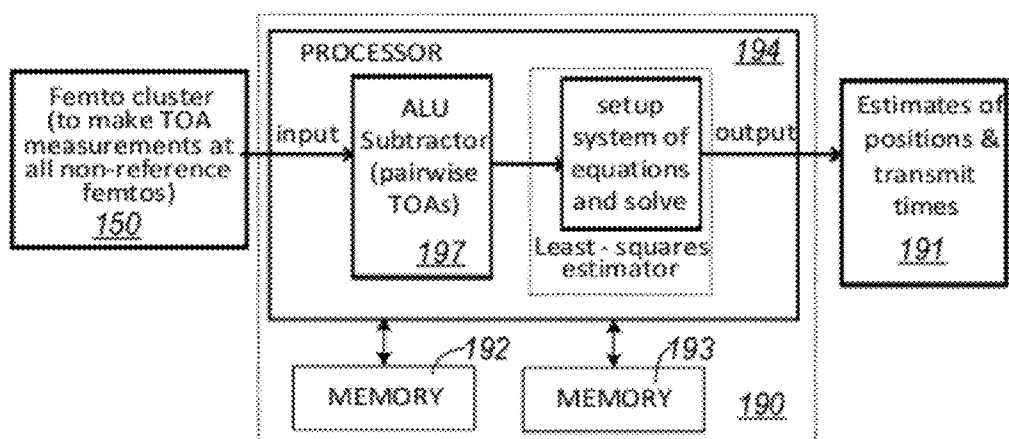 PROCESSOR
194
Femto cluster
(to make TOA
measurements at
all non-reference
femtos)
150
input
ALU
Subtractor
(pairwise
TOAs)
197
setup
system of
equations
and solve
Least - squares
estimator
output
Estimates of
positions &
transmit
times
191
192
MEMORY
193
MEMORY
190